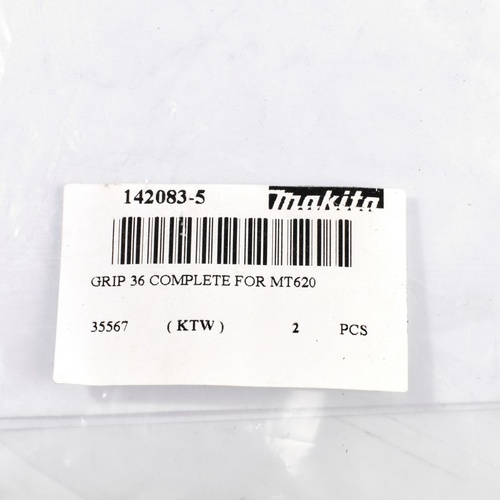 142083-5 makita
GRIP 36 COMPLETE FOR MT620
35567 ( KTW ) 2 PCS